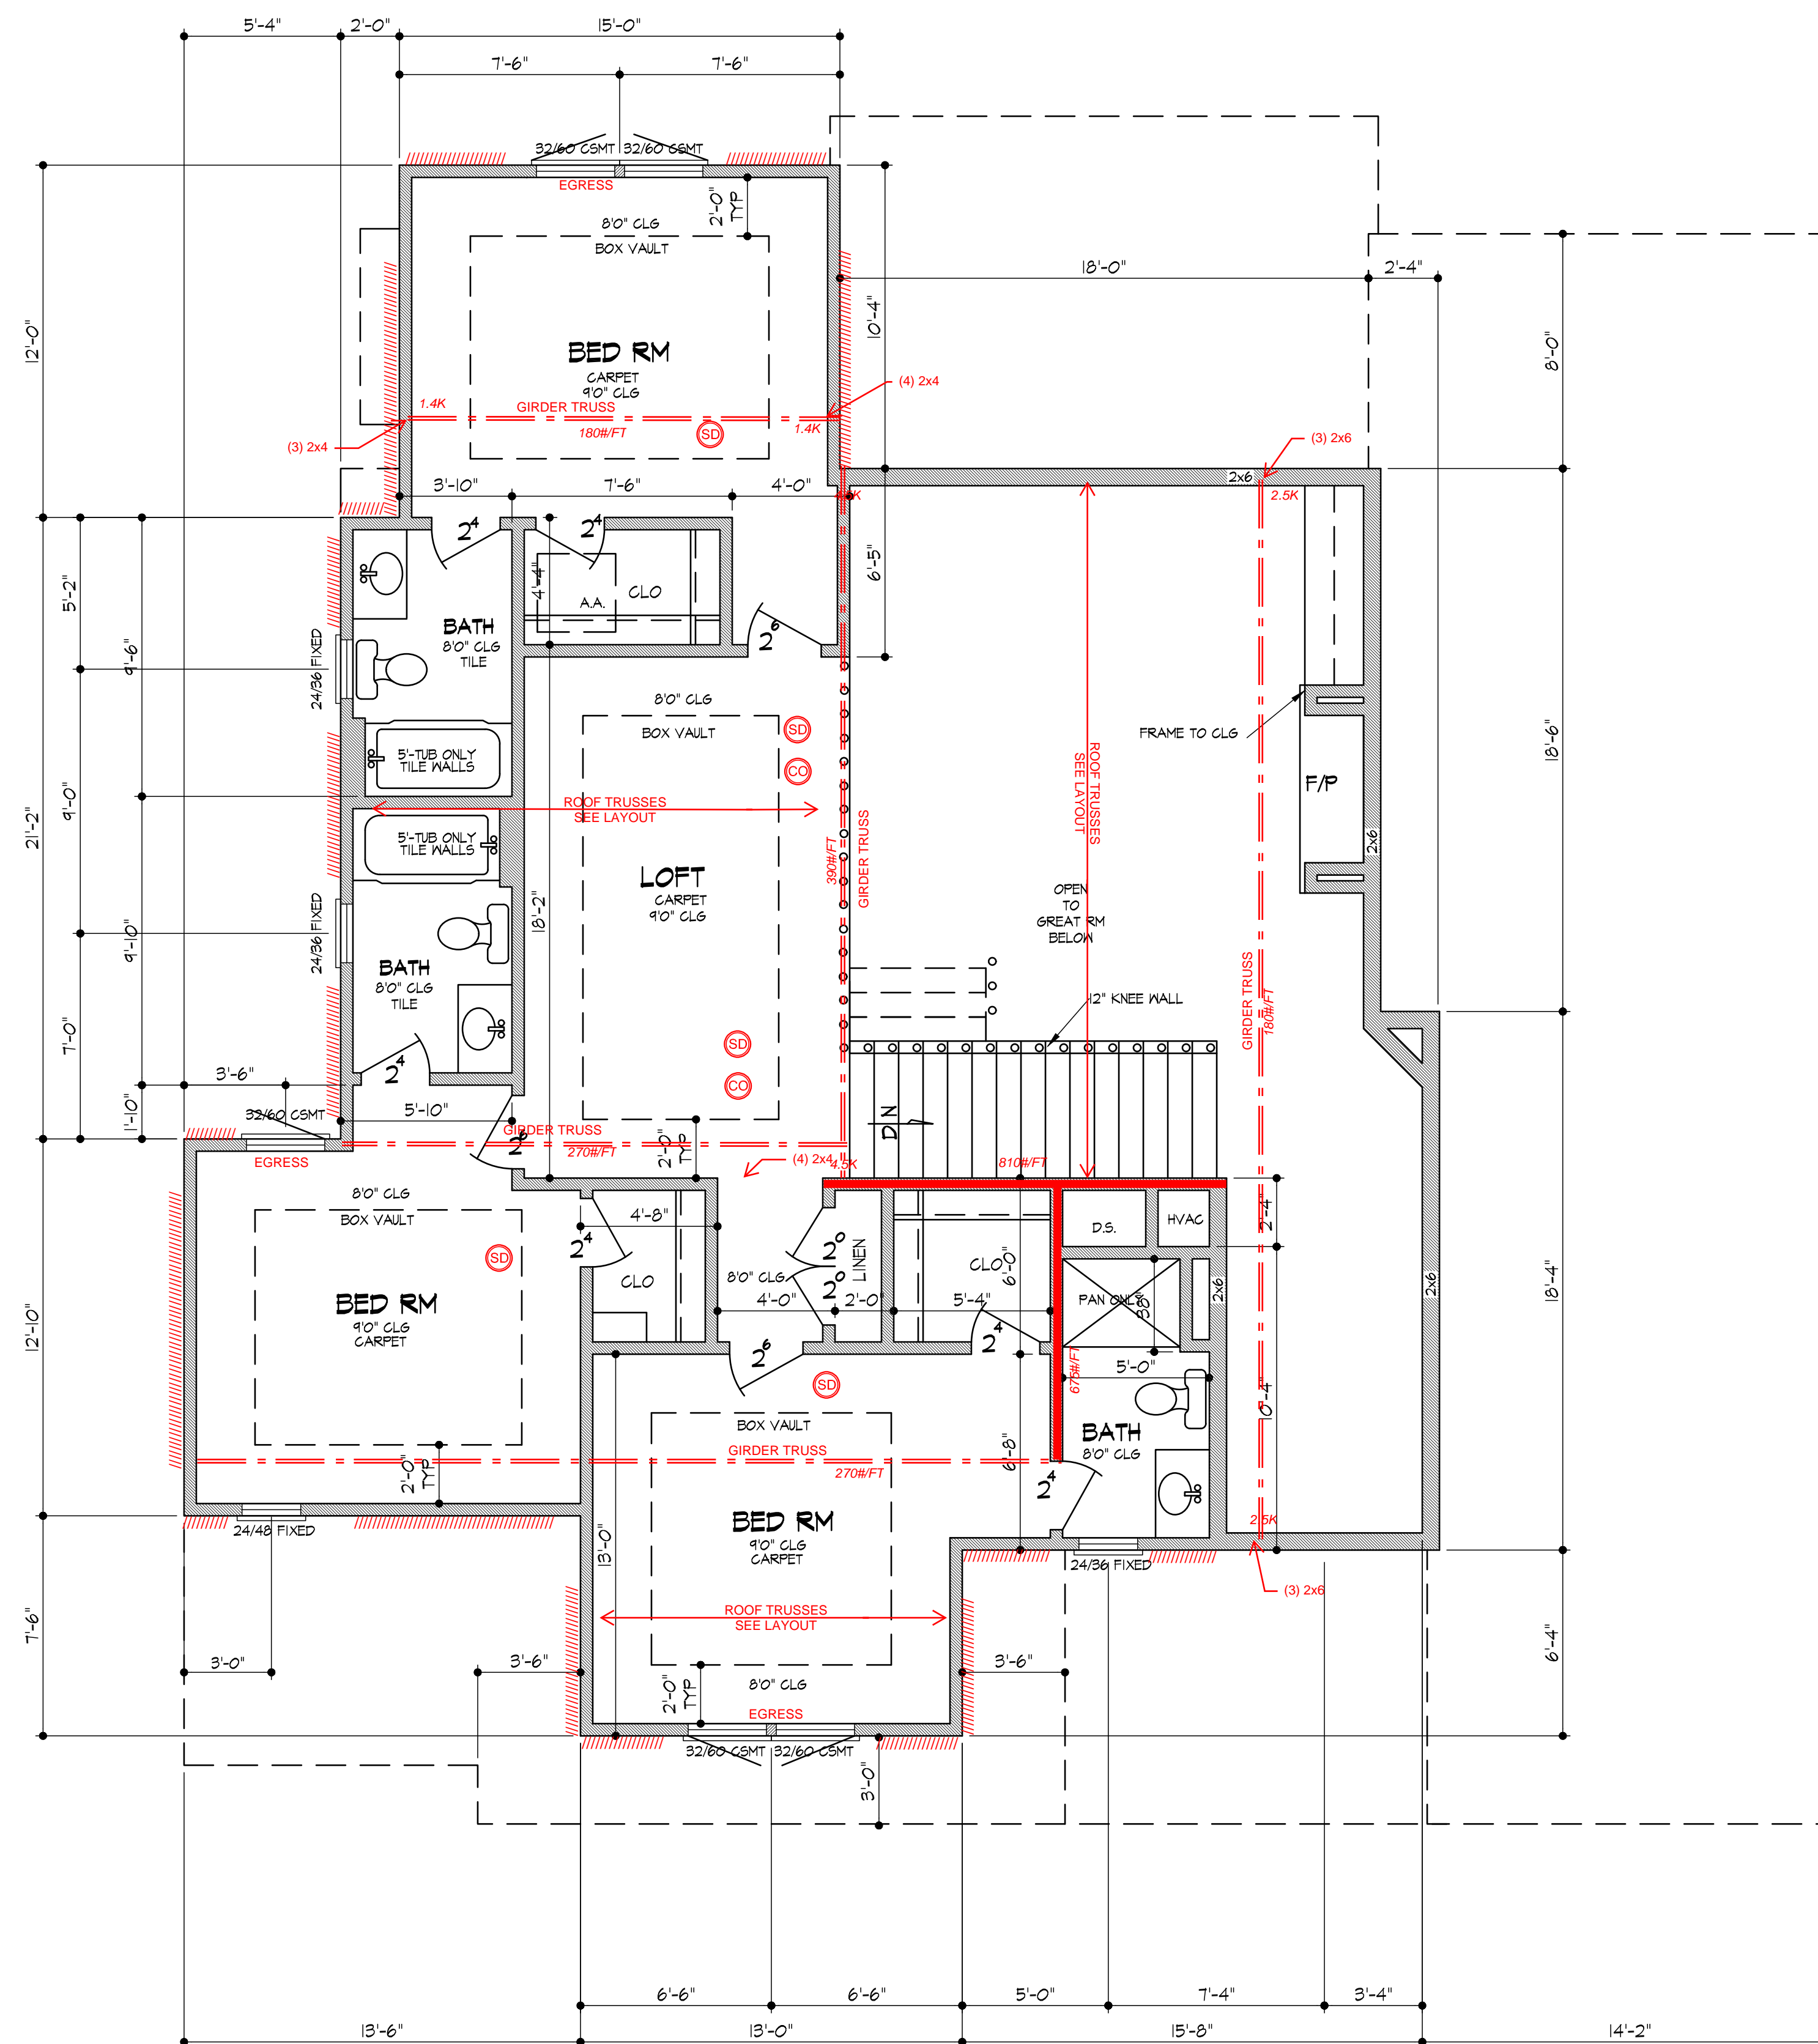 5'-4"
2'-0"
15'-0"
7'-6"
7'-6"
32/60 CSMT
32/60 CSMT
EGRESS
2'-0"
TYP
8'0" CLG
BOX VAULT
18'-0"
2'-4"
12'-0"
10'-4"
8'-0"
BED RM
CARPET
9'0" CLG
(4) 2x4
1.4K
GIRDER TRUSS
180#/FT
1.4K
SD
(3) 2x4
(3) 2x6
2x6
2.5K
3'-10"
7'-6"
4'-0"
2⁴
2⁴
6'-5"
4'-4"
CLO
A.A.
5'-2"
9'-6"
BATH
8'0" CLG
TILE
2⁶
24/36 FIXED
8'0" CLG
BOX VAULT
SD
CO
FRAME TO CLG
ROOF TRUSSES
SEE LAYOUT
18'-6"
5'-TUB ONLY
TILE WALLS
F/P
ROOF TRUSSES
SEE LAYOUT
9'-0"
21'-2"
5'-TUB ONLY
TILE WALLS
390#/FT
GIRDER TRUSS
2x6
LOFT
CARPET
9'0" CLG
18'-2"
OPEN
TO
GREAT RM
BELOW
24/36 FIXED
9'-10"
BATH
8'0" CLG
TILE
12" KNEE WALL
GIRDER TRUSS
180#/FT
7'-0"
SD
CO
2⁴
3'-6"
1'-10"
32/60 CSMT
5'-10"
DN
GIRDER TRUSS
2⁶
270#/FT
2'-0"
TYP
EGRESS
(4) 2x4
4.5K
810#/FT
8'0" CLG
BOX VAULT
4'-8"
2⁴
2⁰
LINEN
D.S.
HVAC
2'-4"
SD
CLO
8'0" CLG
2⁰
CLO
6'-0"
2x6
2x6
18'-4"
BED RM
9'0" CLG
CARPET
4'-0"
2'-0"
5'-4"
PAN ONLY
38"
12'-10"
2⁶
2⁴
5'-0"
675#/FT
SD
10'-4"
BOX VAULT
BATH
8'0" CLG
GIRDER TRUSS
270#/FT
6'-8"
2'-0"
TYP
2⁴
BED RM
9'0" CLG
CARPET
2.5K
24/48 FIXED
13'-0"
24/36 FIXED
(3) 2x6
ROOF TRUSSES
SEE LAYOUT
7'-6"
6'-4"
3'-0"
3'-6"
2'-0"
TYP
8'0" CLG
3'-6"
EGRESS
32/60 CSMT
32/60 CSMT
3'-0"
6'-6"
6'-6"
5'-0"
7'-4"
3'-4"
13'-6"
13'-0"
15'-8"
14'-2"